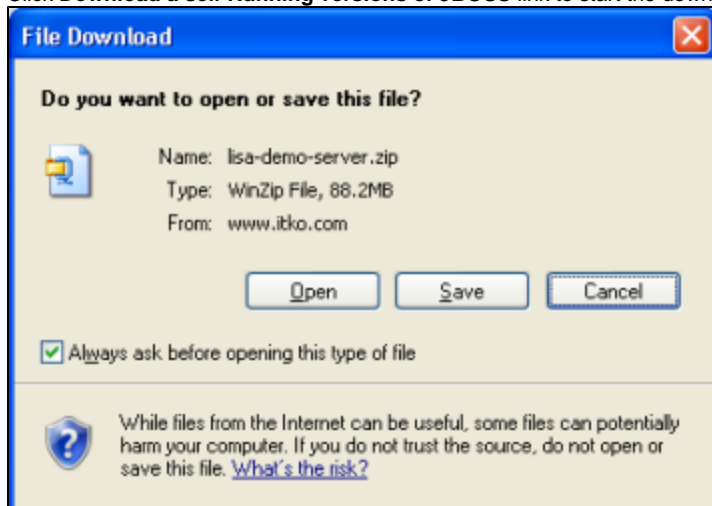 File Download
Do you want to open or save this file?
Name: lisa-demo-server.zip
Type: WinZip File, 88.2MB
From: www.itko.com
Open Save Cancel
Always ask before opening this type of file
While files from the Internet can be useful, some files can potentially
harm your computer. If you do not trust the source, do not open or
save this file. What's the risk?